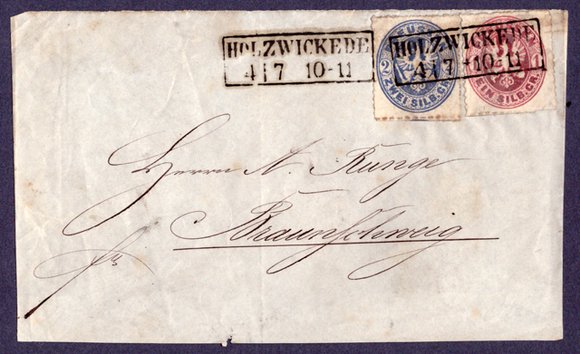 HOLZWICKEDE
4 7 10-11
HOLZWICKEDE
4 7 10-11
2 ZWEI SILB.GR.
EIN SILB.GR.
Herrn A. Runge
Braunschweig